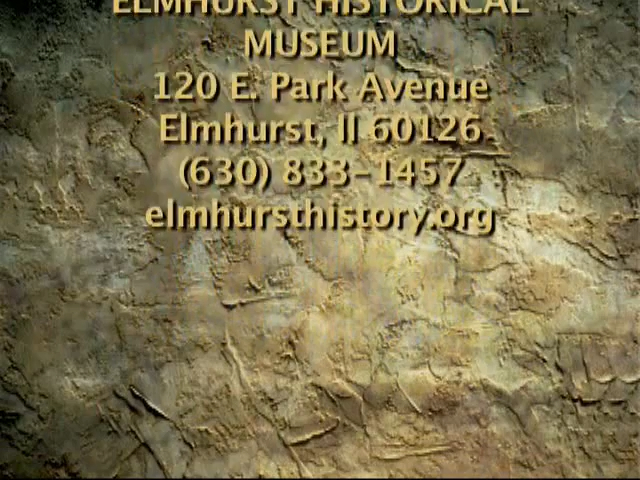 ELMHURST HISTORICAL
MUSEUM
120 E. Park Avenue
Elmhurst, Il 60126
(630) 833-1457
elmhursthistory.org